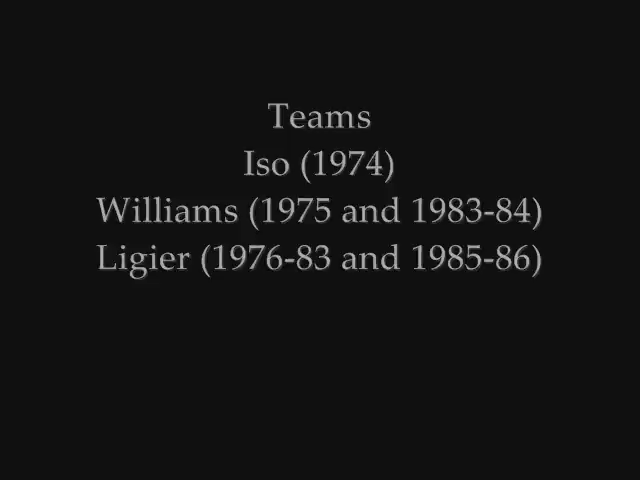 Teams
Iso (1974)
Williams (1975 and 1983-84)
Ligier (1976-83 and 1985-86)